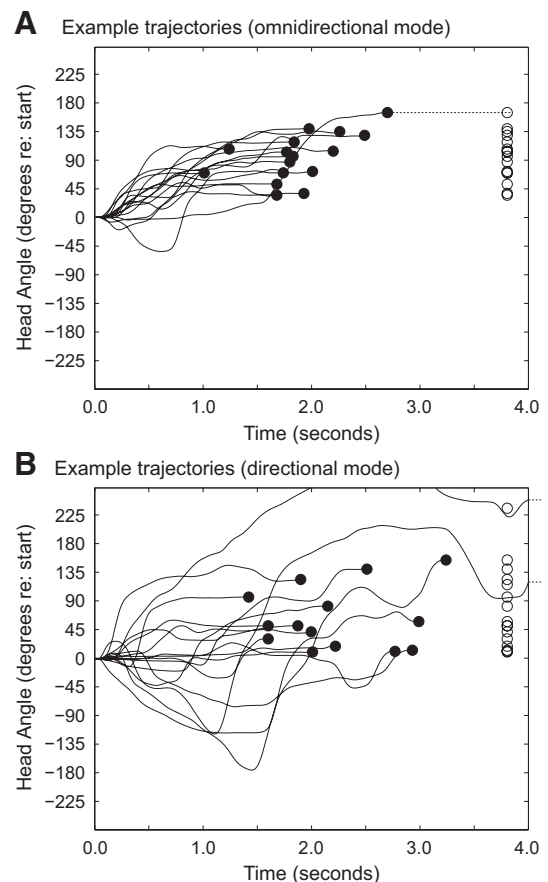 A Example trajectories (omnidirectional mode)
Head Angle (degrees re: start)
225
180
135
90
45
0
−45
−90
−135
−180
−225
0.0 1.0 2.0 3.0 4.0
Time (seconds)
B Example trajectories (directional mode)
Head Angle (degrees re: start)
225
180
135
90
45
0
−45
−90
−135
−180
−225
0.0 1.0 2.0 3.0 4.0
Time (seconds)